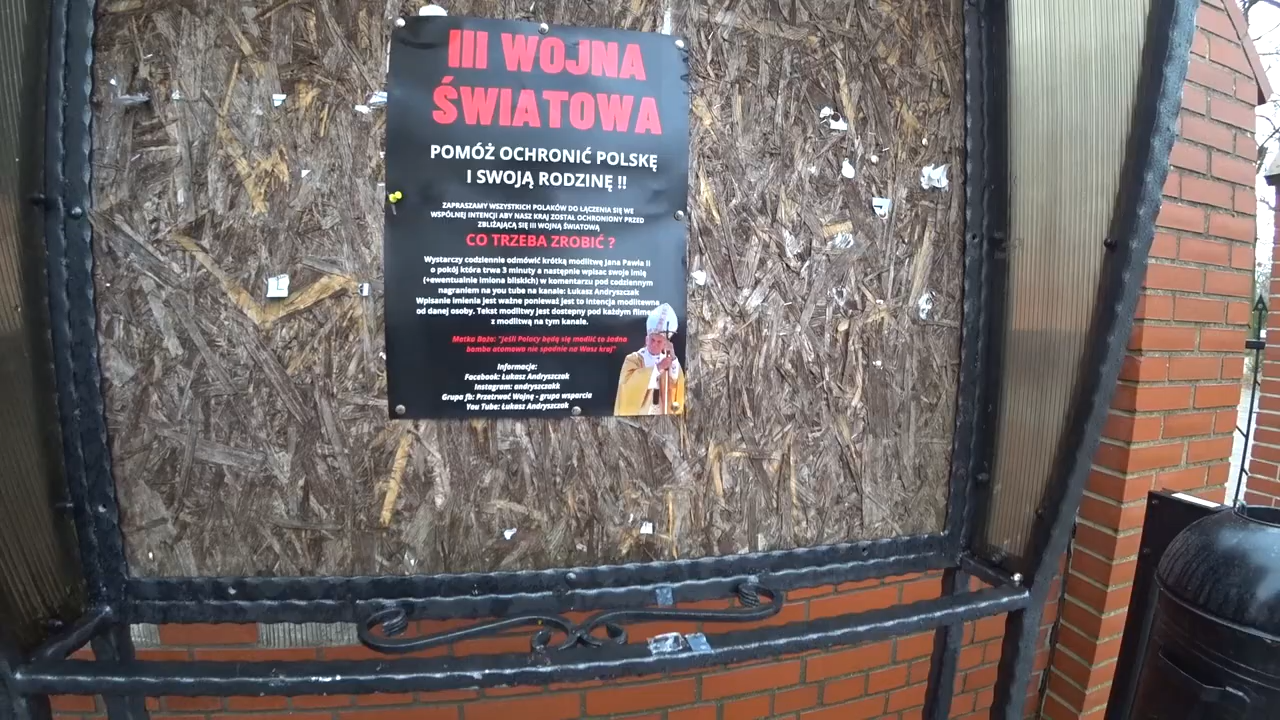 III WOJNA
ŚWIATOWA
POMÓŻ OCHRONIĆ POLSKĘ
I SWOJĄ RODZINĘ !!
ZAPRASZAMY WSZYSTKICH POLAKÓW DO ŁĄCZENIA SIĘ WE
WSPÓLNEJ INTENCJI ABY NASZ KRAJ ZOSTAŁ OCHRONIONY PRZED
ZBLIŻAJĄCĄ SIĘ III WOJNĄ ŚWIATOWĄ
CO TRZEBA ZROBIĆ ?
Wystarczy codziennie odmówić krótką modlitwę Jana Pawła II
o pokój która trwa 3 minuty a następnie wpisac swoje imię
(+ewentualnie imiona bliskich) w komentarzu pod codziennym
nagraniem na you tube na kanale: Łukasz Andryszczak
Wpisanie imienia jest ważne ponieważ jest to intencja modlitewna
od danej osoby. Tekst modlitwy jest dostępny pod każdym filmem
z modlitwą na tym kanale.
Matka Boża: "Jeśli Polacy będą się modlić to żadna
bomba atomowa nie spadnie na Wasz kraj"
Informacje:
Facebook: Łukasz Andryszczak
Instagram: andryszczakk
Grupa fb: Przetrwać Wojnę - grupa wsparcia
You Tube: Łukasz Andryszczak